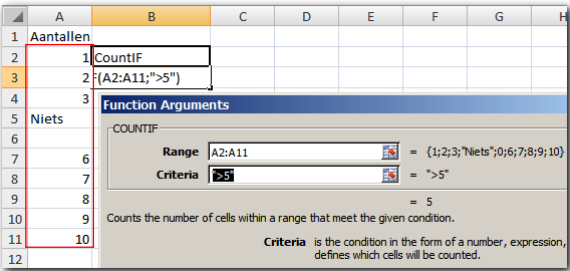 A B C D E F G H
1 Aantallen
2 1 CountIF
3 2 F(A2:A11;">5")
4 3 Function Arguments
5 Niets COUNTIF
6 Range A2:A11 = {1;2;3;"Niets";0;6;7;8;9;10}
7 6
8 7 Criteria ">5" = ">5"
9 8 = 5
10 9 Counts the number of cells within a range that meet the given condition.
11 10 Criteria is the condition in the form of a number, expression,
12 defines which cells will be counted.